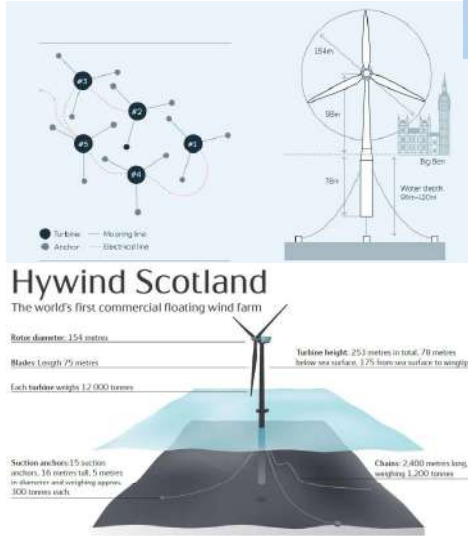 #3
#2
#1
#5
#4
Turbine
Mooring line
Anchor
Electrical line
154m
98m
78m
Big Ben
Water depth
95m-120m
Hywind Scotland
The world's first commercial floating wind farm
Rotor diameter: 154 metres
Blades: Length 75 metres
Each turbine weighs 12 000 tonnes
Turbine height: 253 metres in total, 78 metres
below sea surface, 175 from sea surface to wingtip
Suction anchors: 15 suction
anchors, 16 metres tall, 5 metres
in diameter and weighing approx.
300 tonnes each.
Chains: 2,400 metres long,
weighing 1,200 tonnes